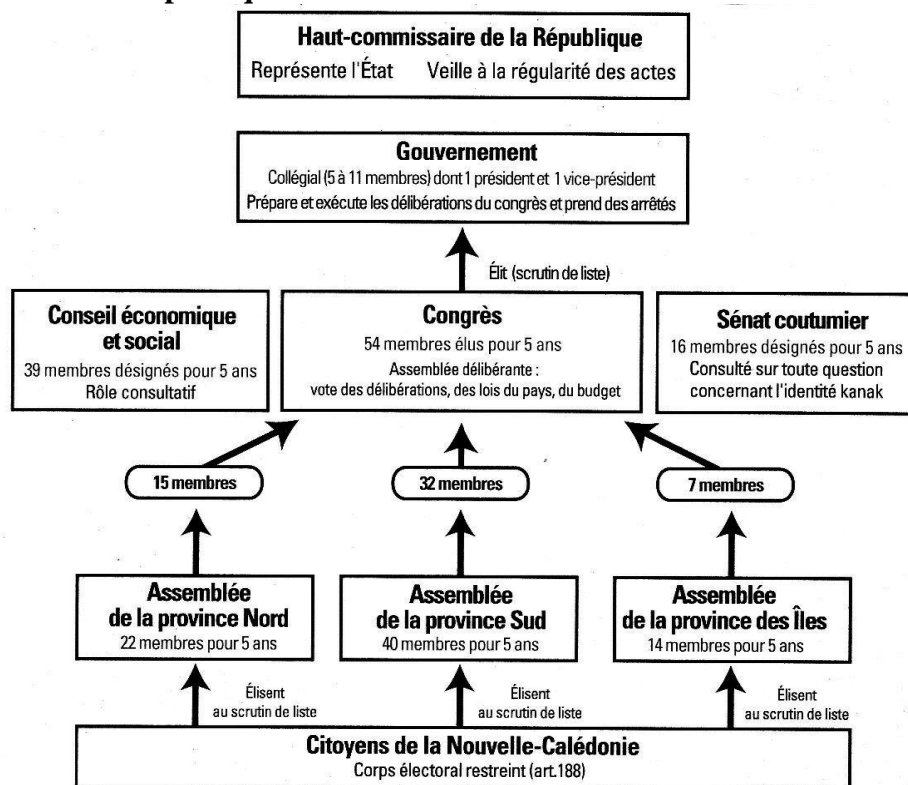 Haut-commissaire de la République
Représente l'État Veille à la régularité des actes
Gouvernement
Collégial (5 à 11 membres) dont 1 président et 1 vice-président
Prépare et exécute les délibérations du congrès et prend des arrêtés
Élit (scrutin de liste)
Conseil économique
et social
39 membres désignés pour 5 ans
Rôle consultatif
Congrès
54 membres élus pour 5 ans
Assemblée délibérante :
vote des délibérations, des lois du pays, du budget
Sénat coutumier
16 membres désignés pour 5 ans
Consulté sur toute question
concernant l'identité kanak
15 membres
32 membres
7 membres
Assemblée
de la province Nord
22 membres pour 5 ans
Assemblée
de la province Sud
40 membres pour 5 ans
Assemblée
de la province des Îles
14 membres pour 5 ans
Élisent
au scrutin de liste
Élisent
au scrutin de liste
Élisent
au scrutin de liste
Citoyens de la Nouvelle-Calédonie
Corps électoral restreint (art.188)